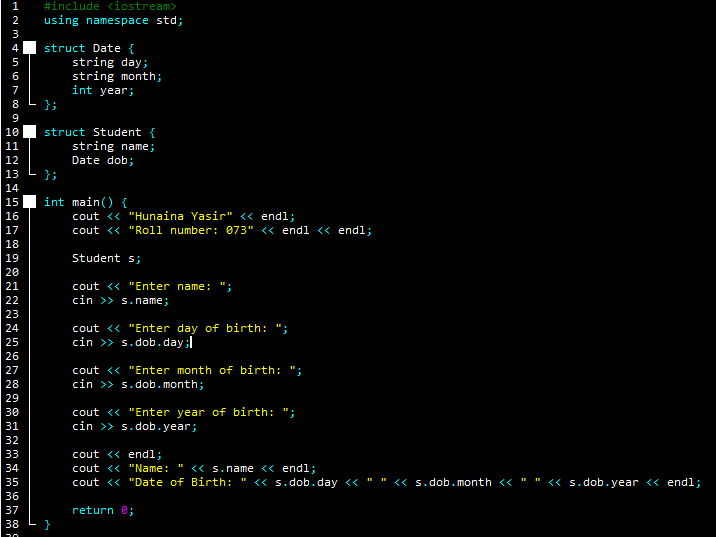 1 #include <iostream>
2 using namespace std;
3
4 struct Date {
5     string day;
6     string month;
7     int year;
8 };
9
10 struct Student {
11     string name;
12     Date dob;
13 };
14
15 int main() {
16     cout << "Hunaina Yasir" << endl;
17     cout << "Roll number: 073" << endl << endl;
18
19     Student s;
20
21     cout << "Enter name: ";
22     cin >> s.name;
23
24     cout << "Enter day of birth: ";
25     cin >> s.dob.day;
26
27     cout << "Enter month of birth: ";
28     cin >> s.dob.month;
29
30     cout << "Enter year of birth: ";
31     cin >> s.dob.year;
32
33     cout << endl;
34     cout << "Name: " << s.name << endl;
35     cout << "Date of Birth: " << s.dob.day << " " << s.dob.month << " " << s.dob.year << endl;
36
37     return 0;
38 }